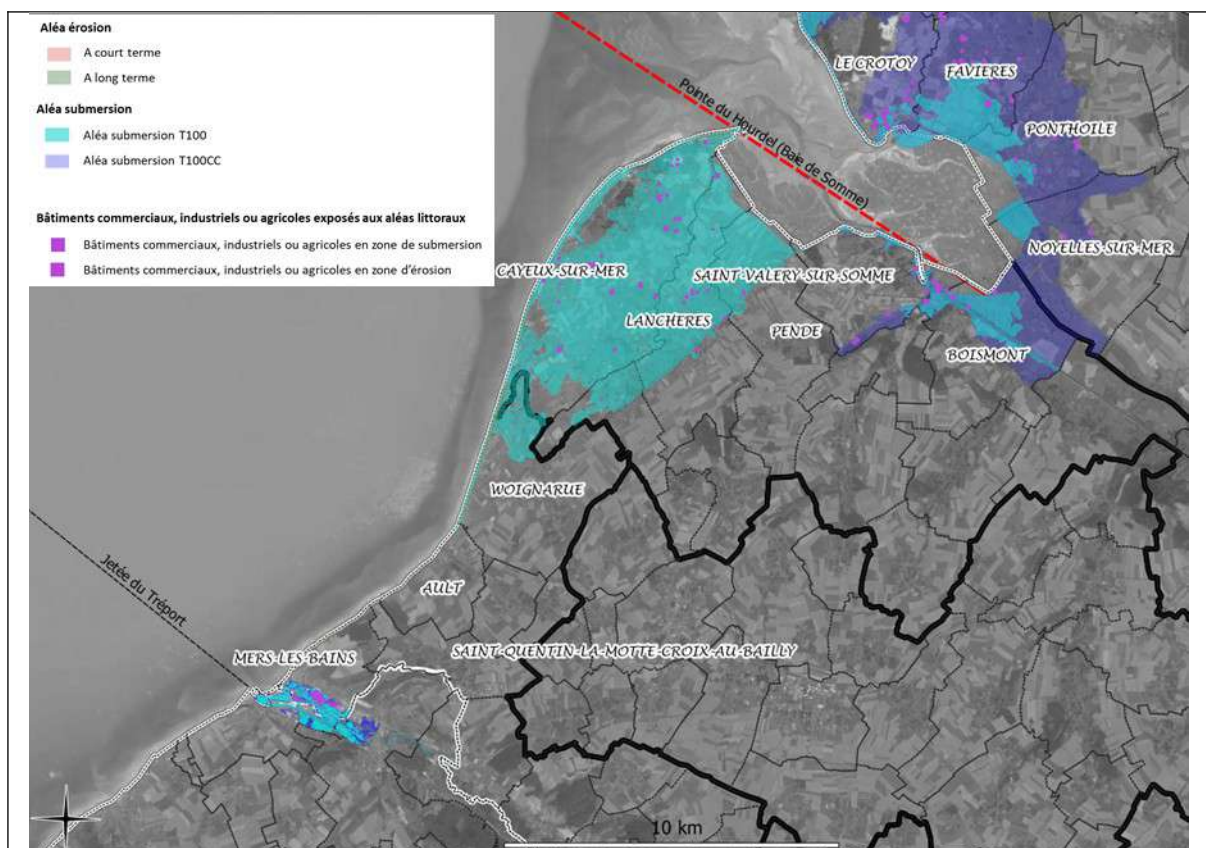 Aléa érosion
A court terme
A long terme
Aléa submersion
Aléa submersion T100
Aléa submersion T100CC
Bâtiments commerciaux, industriels ou agricoles exposés aux aléas littoraux
Bâtiments commerciaux, industriels ou agricoles en zone de submersion
Bâtiments commerciaux, industriels ou agricoles en zone d'érosion
LE CROTOY
FAVIERES
PONTHOILE
Pointe du Hourdel (Baie de Somme)
NOYELLES-SUR-MER
CAYEUX-SUR-MER
SAINT-VALERY-SUR-SOMME
LANCHERES
PENDE
BOISMONT
WOIGNARUE
Jetée du Tréport
AULT
MERS-LES-BAINS
SAINT-QUENTIN-LA-MOTTE-CROIX-AU-BAILLY
10 km